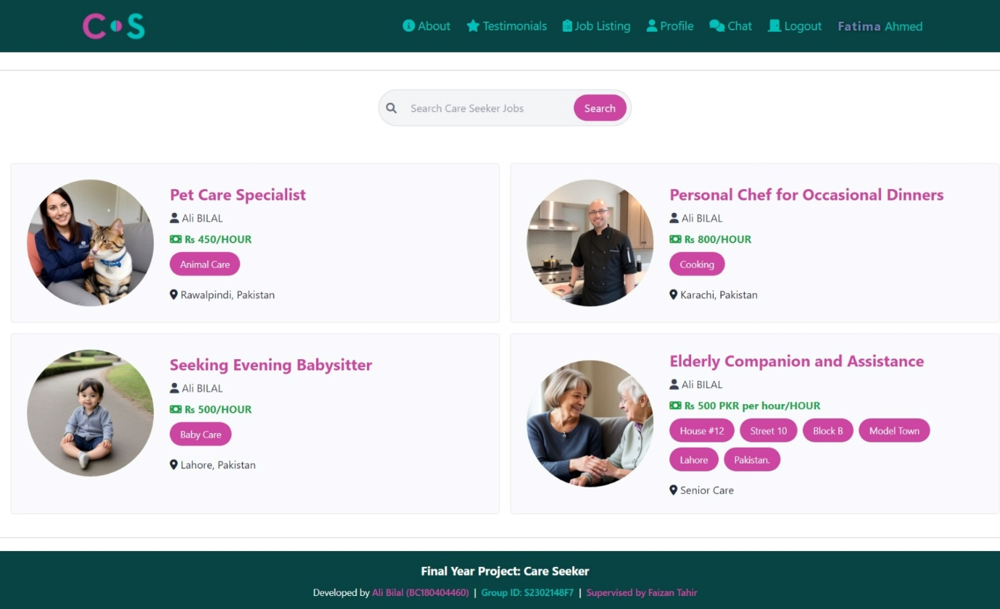 C S
About Testimonials Job Listing Profile Chat Logout Fatima Ahmed
Search Care Seeker Jobs Search
Pet Care Specialist
Ali BILAL
Rs 450/HOUR
Animal Care
Rawalpindi, Pakistan
Personal Chef for Occasional Dinners
Ali BILAL
Rs 800/HOUR
Cooking
Karachi, Pakistan
Seeking Evening Babysitter
Ali BILAL
Rs 500/HOUR
Baby Care
Lahore, Pakistan
Elderly Companion and Assistance
Ali BILAL
Rs 500 PKR per hour/HOUR
House #12 Street 10 Block B Model Town
Lahore Pakistan.
Senior Care
Final Year Project: Care Seeker
Developed by Ali Bilal (BC180404460) | Group ID: S2302148F7 | Supervised by Faizan Tahir